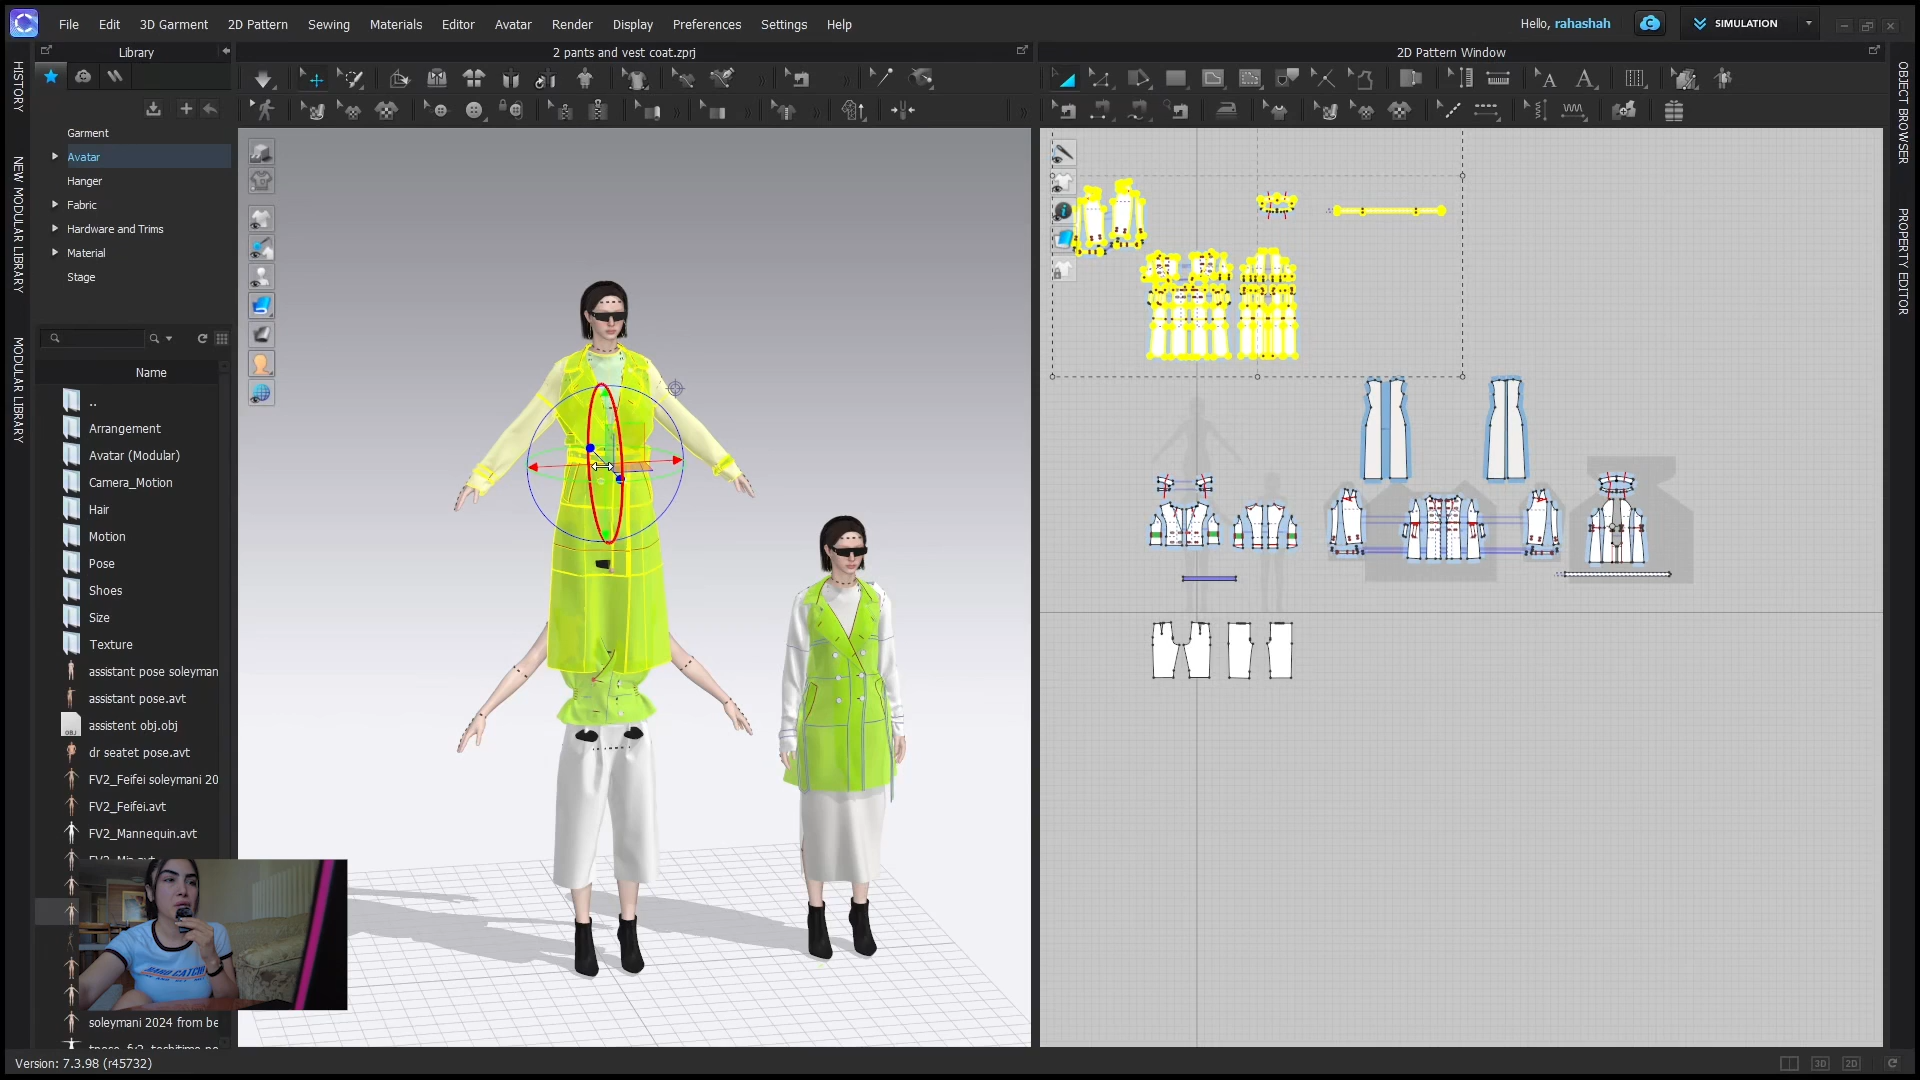 File Edit 3D Garment 2D Pattern Sewing Materials Editor Avatar Render Display Preferences Settings Help
Hello, rahashah
SIMULATION
Library
2 pants and vest coat.zprj
2D Pattern Window
HISTORY
NEW MODULAR LIBRARY
MODULAR LIBRARY
OBJECT BROWSER
PROPERTY EDITOR
Garment
Avatar
Hanger
Fabric
Hardware and Trims
Material
Stage
Name
..
Arrangement
Avatar (Modular)
Camera_Motion
Hair
Motion
Pose
Shoes
Size
Texture
assistant pose soleyman
assistant pose.avt
assistent obj.obj
dr seatet pose.avt
FV2_Feifei soleymani 20
FV2_Feifei.avt
FV2_Mannequin.avt
soleymani 2024 from be
Version: 7.3.98 (r45732)
3D
2D